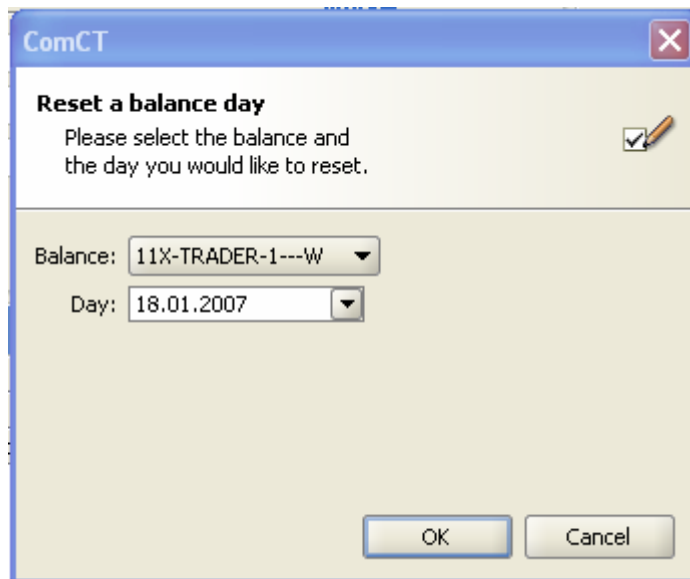 ComCT
Reset a balance day
Please select the balance and
the day you would like to reset.
Balance: 11X-TRADER-1---W
Day: 18.01.2007
OK Cancel